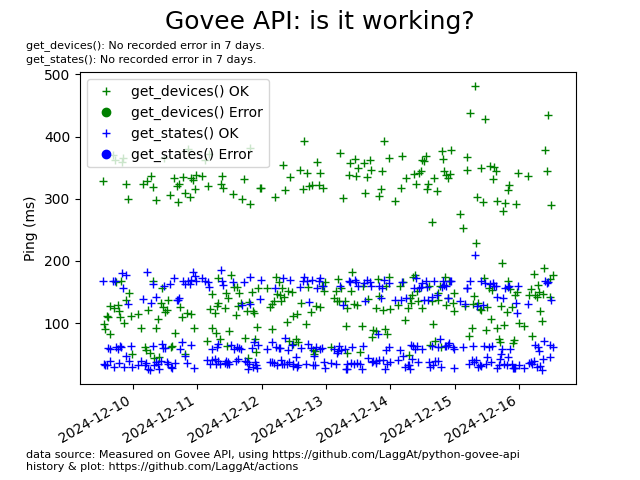 Govee API: is it working?
get_devices(): No recorded error in 7 days.
get_states(): No recorded error in 7 days.
500
400
300
200
100
Ping (ms)
get_devices() OK
get_devices() Error
get_states() OK
get_states() Error
2024-12-10
2024-12-11
2024-12-12
2024-12-13
2024-12-14
2024-12-15
2024-12-16
data source: Measured on Govee API, using https://github.com/LaggAt/python-govee-api
history & plot: https://github.com/LaggAt/actions